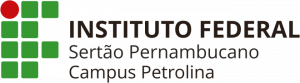 INSTITUTO FEDERAL
Sertão Pernambucano
Campus Petrolina